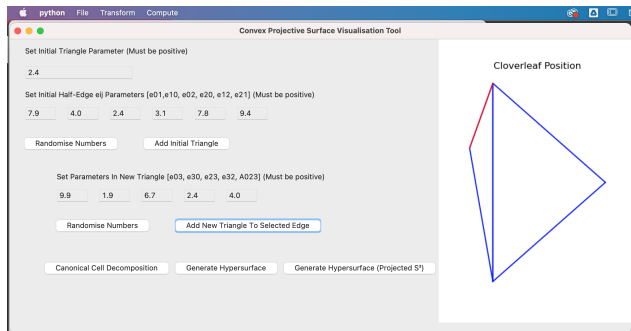 python File Transform Compute
Convex Projective Surface Visualisation Tool
Set Initial Triangle Parameter (Must be positive)
2.4
Set Initial Half-Edge eij Parameters [e01,e10, e02, e20, e12, e21] (Must be positive)
7.9 4.0 2.4 3.1 7.8 9.4
Randomise Numbers Add Initial Triangle
Set Parameters In New Triangle [e03, e30, e23, e32, A023] (Must be positive)
9.9 1.9 6.7 2.4 4.0
Randomise Numbers Add New Triangle To Selected Edge
Canonical Cell Decomposition Generate Hypersurface Generate Hypersurface (Projected S³)
Cloverleaf Position